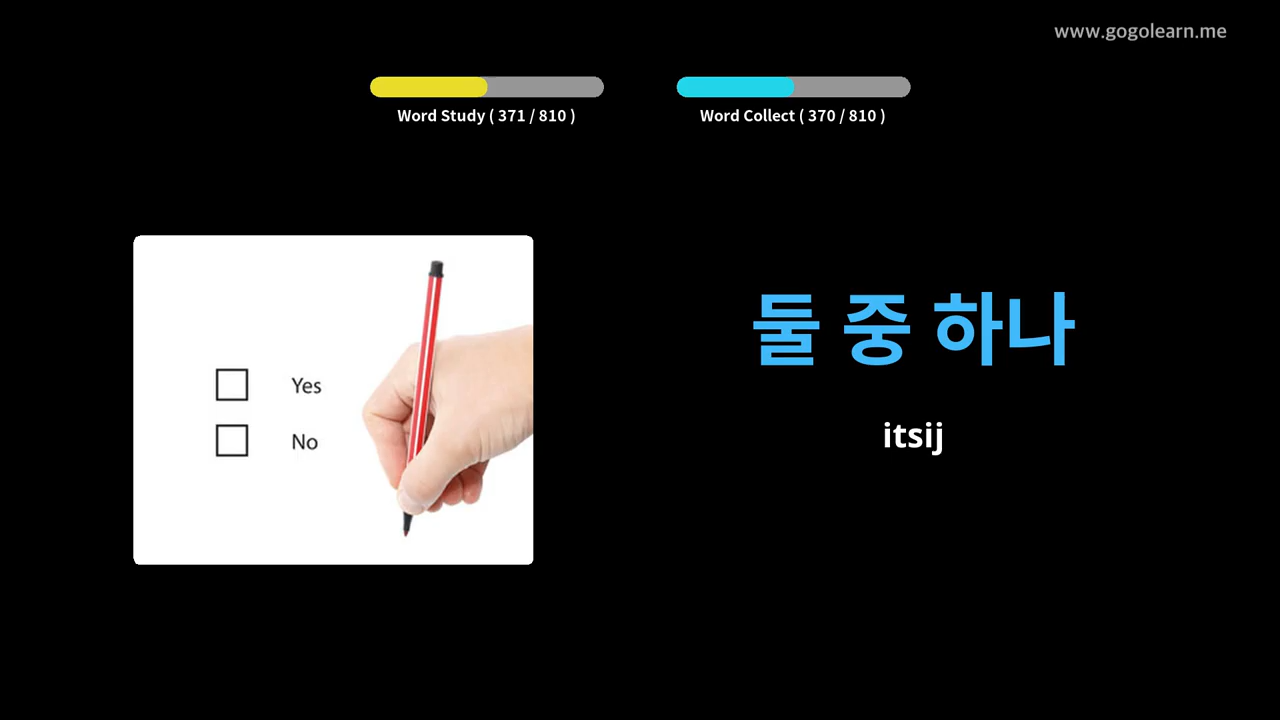 www.gogolearn.me
Word Study ( 371 / 810 )
Word Collect ( 370 / 810 )
둘 중 하나
itsij
Yes
No